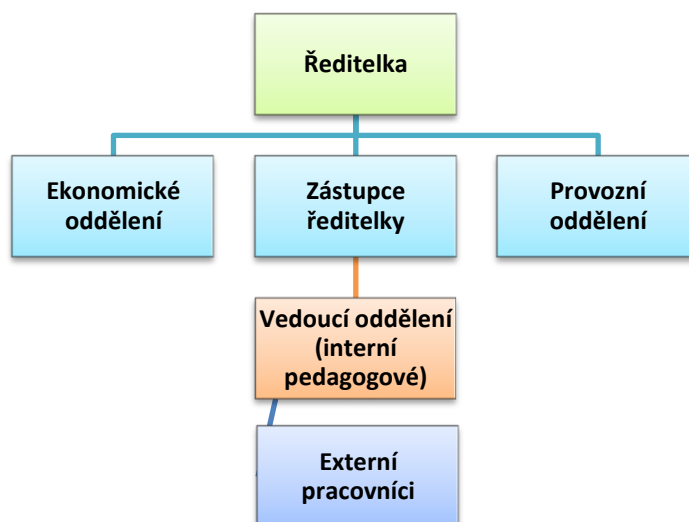 Ředitelka
Ekonomické
oddělení
Zástupce
ředitelky
Provozní
oddělení
Vedoucí oddělení
(interní
pedagogové)
Externí
pracovníci